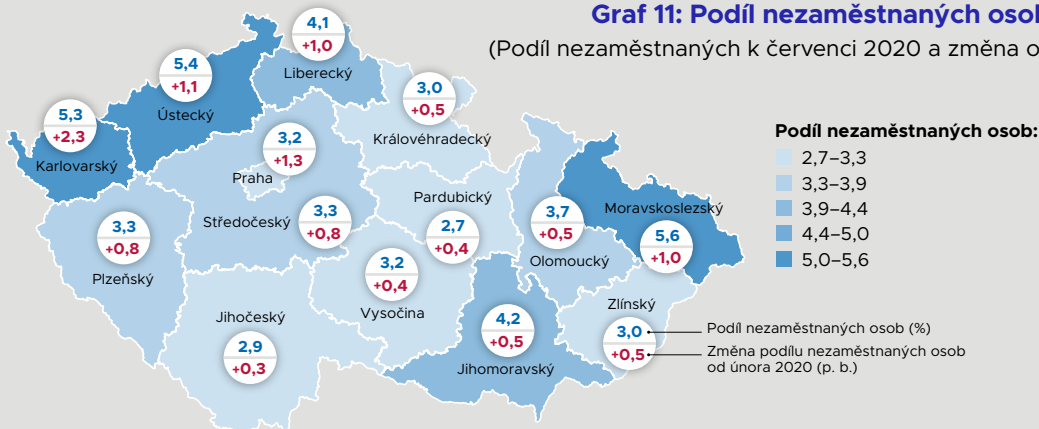 Graf 11: Podíl nezaměstnaných osob
(Podíl nezaměstnaných k červenci 2020 a změna o
4,1
+1,0
Liberecký
5,4
+1,1
Ústecký
3,0
+0,5
Královéhradecký
5,3
+2,3
Karlovarský
3,2
+1,3
Praha
Podíl nezaměstnaných osob:
2,7–3,3
3,3–3,9
3,9–4,4
4,4–5,0
5,0–5,6
Pardubický
2,7
+0,4
Středočeský
3,3
+0,8
3,3
+0,8
Plzeňský
3,7
+0,5
Olomoucký
Moravskoslezský
5,6
+1,0
3,2
+0,4
Vysočina
Jihočeský
2,9
+0,3
4,2
+0,5
Jihomoravský
Zlínský
3,0
+0,5
Podíl nezaměstnaných osob (%)
Změna podílu nezaměstnaných osob
od února 2020 (p. b.)